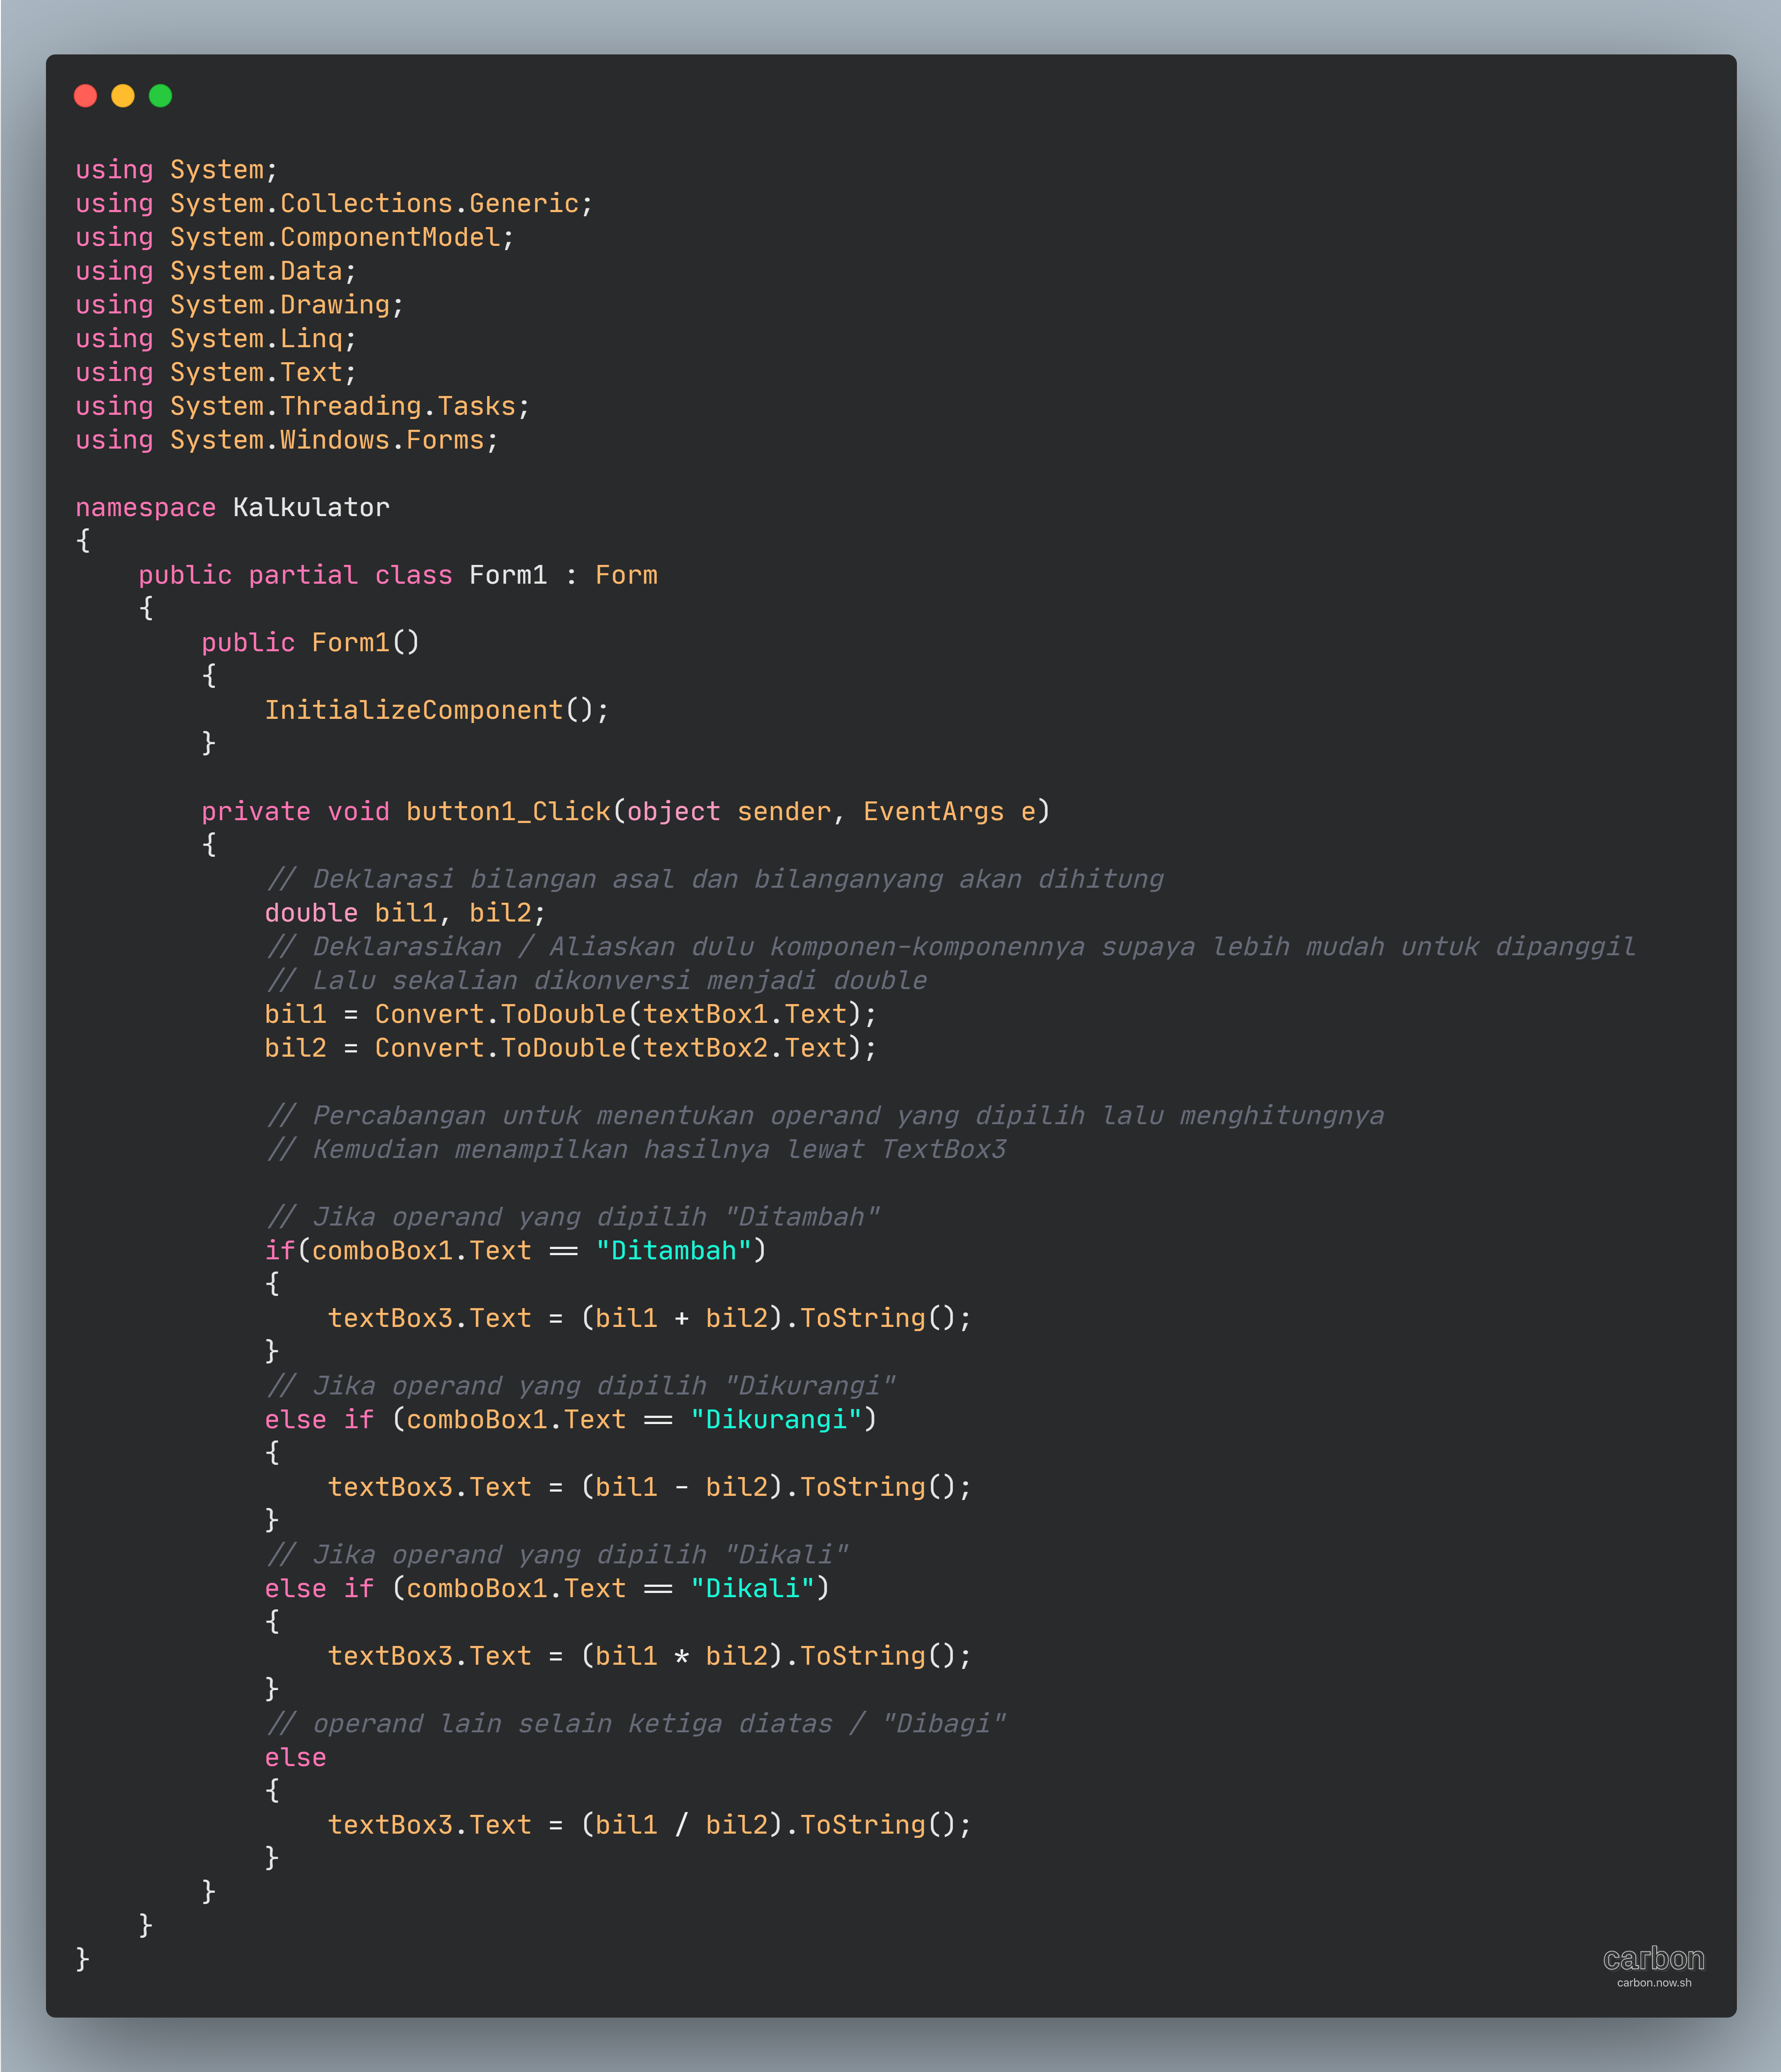 using System;
using System.Collections.Generic;
using System.ComponentModel;
using System.Data;
using System.Drawing;
using System.Linq;
using System.Text;
using System.Threading.Tasks;
using System.Windows.Forms;

namespace Kalkulator
{
    public partial class Form1 : Form
    {
        public Form1()
        {
            InitializeComponent();
        }

        private void button1_Click(object sender, EventArgs e)
        {
            // Deklarasi bilangan asal dan bilanganyang akan dihitung
            double bil1, bil2;
            // Deklarasikan / Aliaskan dulu komponen-komponennya supaya lebih mudah untuk dipanggil
            // Lalu sekalian dikonversi menjadi double
            bil1 = Convert.ToDouble(textBox1.Text);
            bil2 = Convert.ToDouble(textBox2.Text);

            // Percabangan untuk menentukan operand yang dipilih lalu menghitungnya
            // Kemudian menampilkan hasilnya lewat TextBox3

            // Jika operand yang dipilih "Ditambah"
            if(comboBox1.Text == "Ditambah")
            {
                textBox3.Text = (bil1 + bil2).ToString();
            }
            // Jika operand yang dipilih "Dikurangi"
            else if (comboBox1.Text == "Dikurangi")
            {
                textBox3.Text = (bil1 - bil2).ToString();
            }
            // Jika operand yang dipilih "Dikali"
            else if (comboBox1.Text == "Dikali")
            {
                textBox3.Text = (bil1 * bil2).ToString();
            }
            // operand lain selain ketiga diatas / "Dibagi"
            else
            {
                textBox3.Text = (bil1 / bil2).ToString();
            }
        }
    }
}
carbon
carbon.now.sh